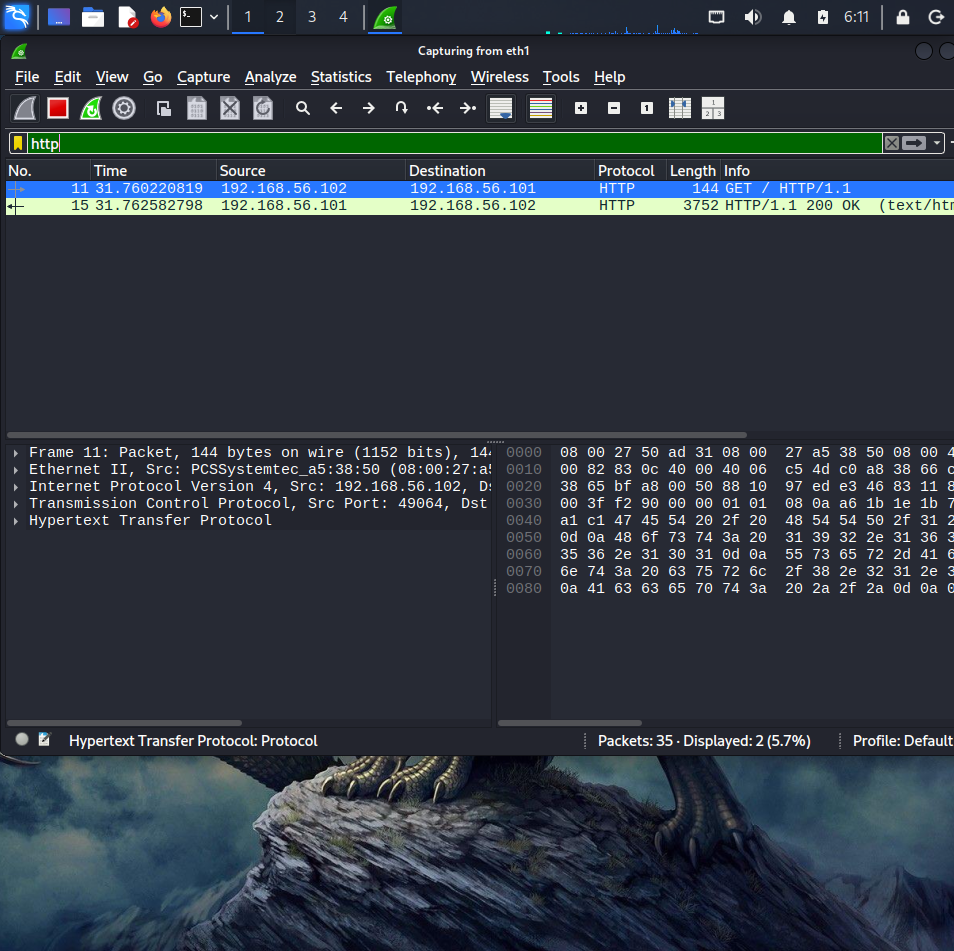 1 2 3 4 6:11
Capturing from eth1
File Edit View Go Capture Analyze Statistics Telephony Wireless Tools Help
http
No. Time Source Destination Protocol Length Info
11 31.760220819 192.168.56.102 192.168.56.101 HTTP 144 GET / HTTP/1.1
15 31.762582798 192.168.56.101 192.168.56.102 HTTP 3752 HTTP/1.1 200 OK (text/htm
Frame 11: Packet, 144 bytes on wire (1152 bits), 144
Ethernet II, Src: PCSSystemtec_a5:38:50 (08:00:27:a5
Internet Protocol Version 4, Src: 192.168.56.102, Ds
Transmission Control Protocol, Src Port: 49064, Dst
Hypertext Transfer Protocol
0000 08 00 27 50 ad 31 08 00 27 a5 38 50 08 00 4
0010 00 82 83 0c 40 00 40 06 c5 4d c0 a8 38 66 c
0020 38 65 bf a8 00 50 88 10 97 ed e3 46 83 11 8
0030 00 3f f2 90 00 00 01 01 08 0a a6 1b 1e 1b 7
0040 a1 c1 47 45 54 20 2f 20 48 54 54 50 2f 31 2
0050 0d 0a 48 6f 73 74 3a 20 31 39 32 2e 31 36 3
0060 35 36 2e 31 30 31 0d 0a 55 73 65 72 2d 41 6
0070 6e 74 3a 20 63 75 72 6c 2f 38 2e 32 31 2e 3
0080 0a 41 63 63 65 70 74 3a 20 2a 2f 2a 0d 0a 0
Hypertext Transfer Protocol: Protocol
Packets: 35 · Displayed: 2 (5.7%)
Profile: Default